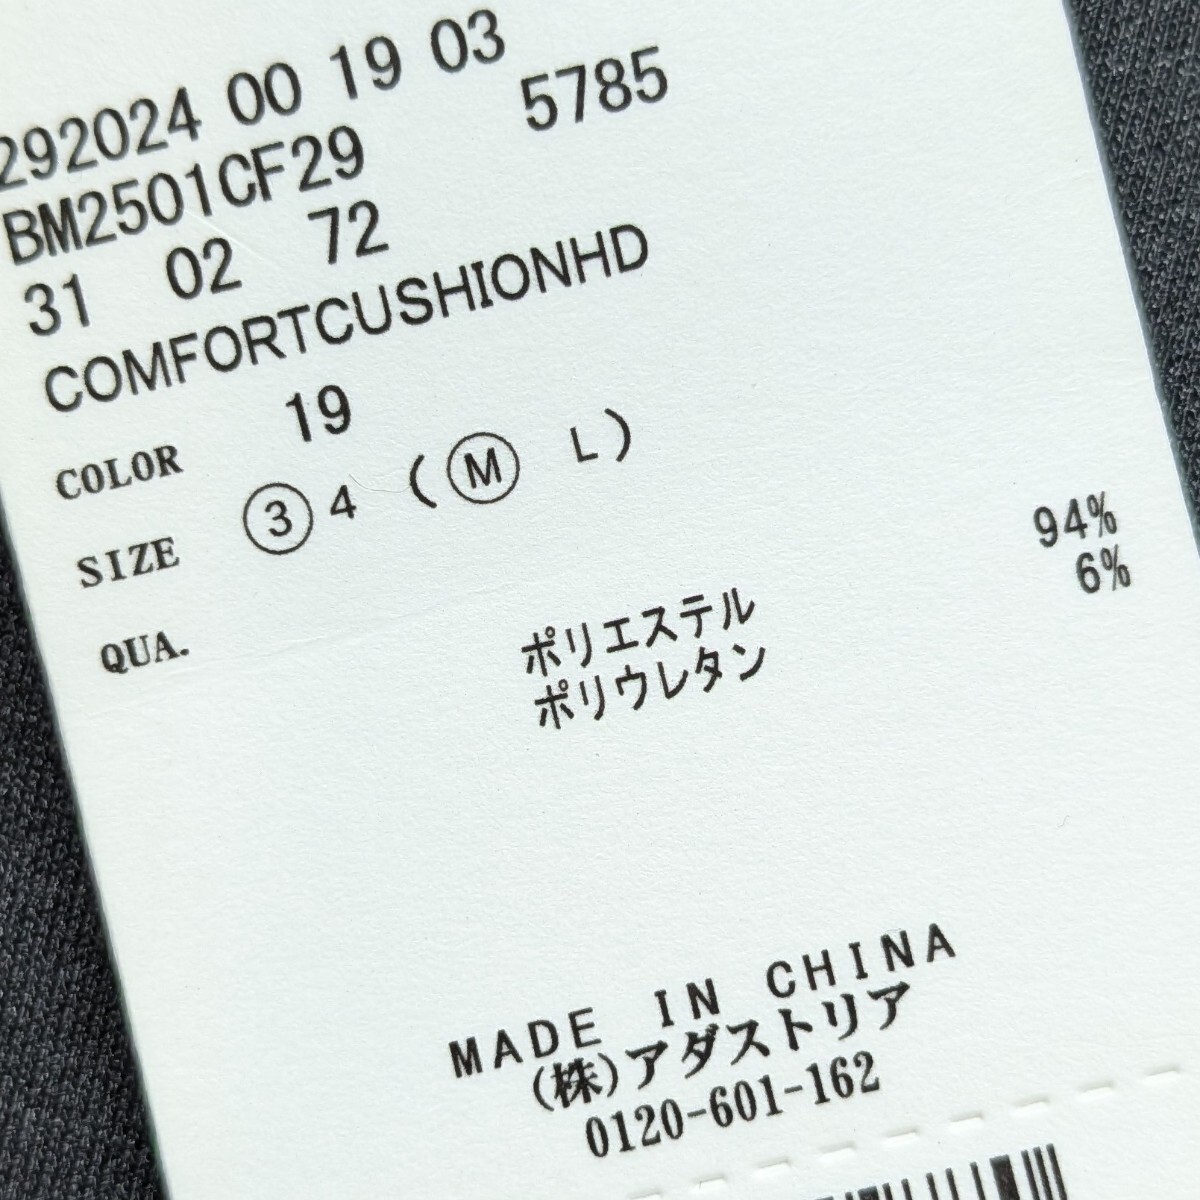 292024 00 19 03
BM2501CF29 5785
31 02 72
COMFORTCUSHIONHD
COLOR 19
SIZE ③ 4 ( Ⓜ L )
QUA.
ポリエステル 94%
ポリウレタン 6%
MADE IN CHINA
(株)アダストリア
0120-601-162